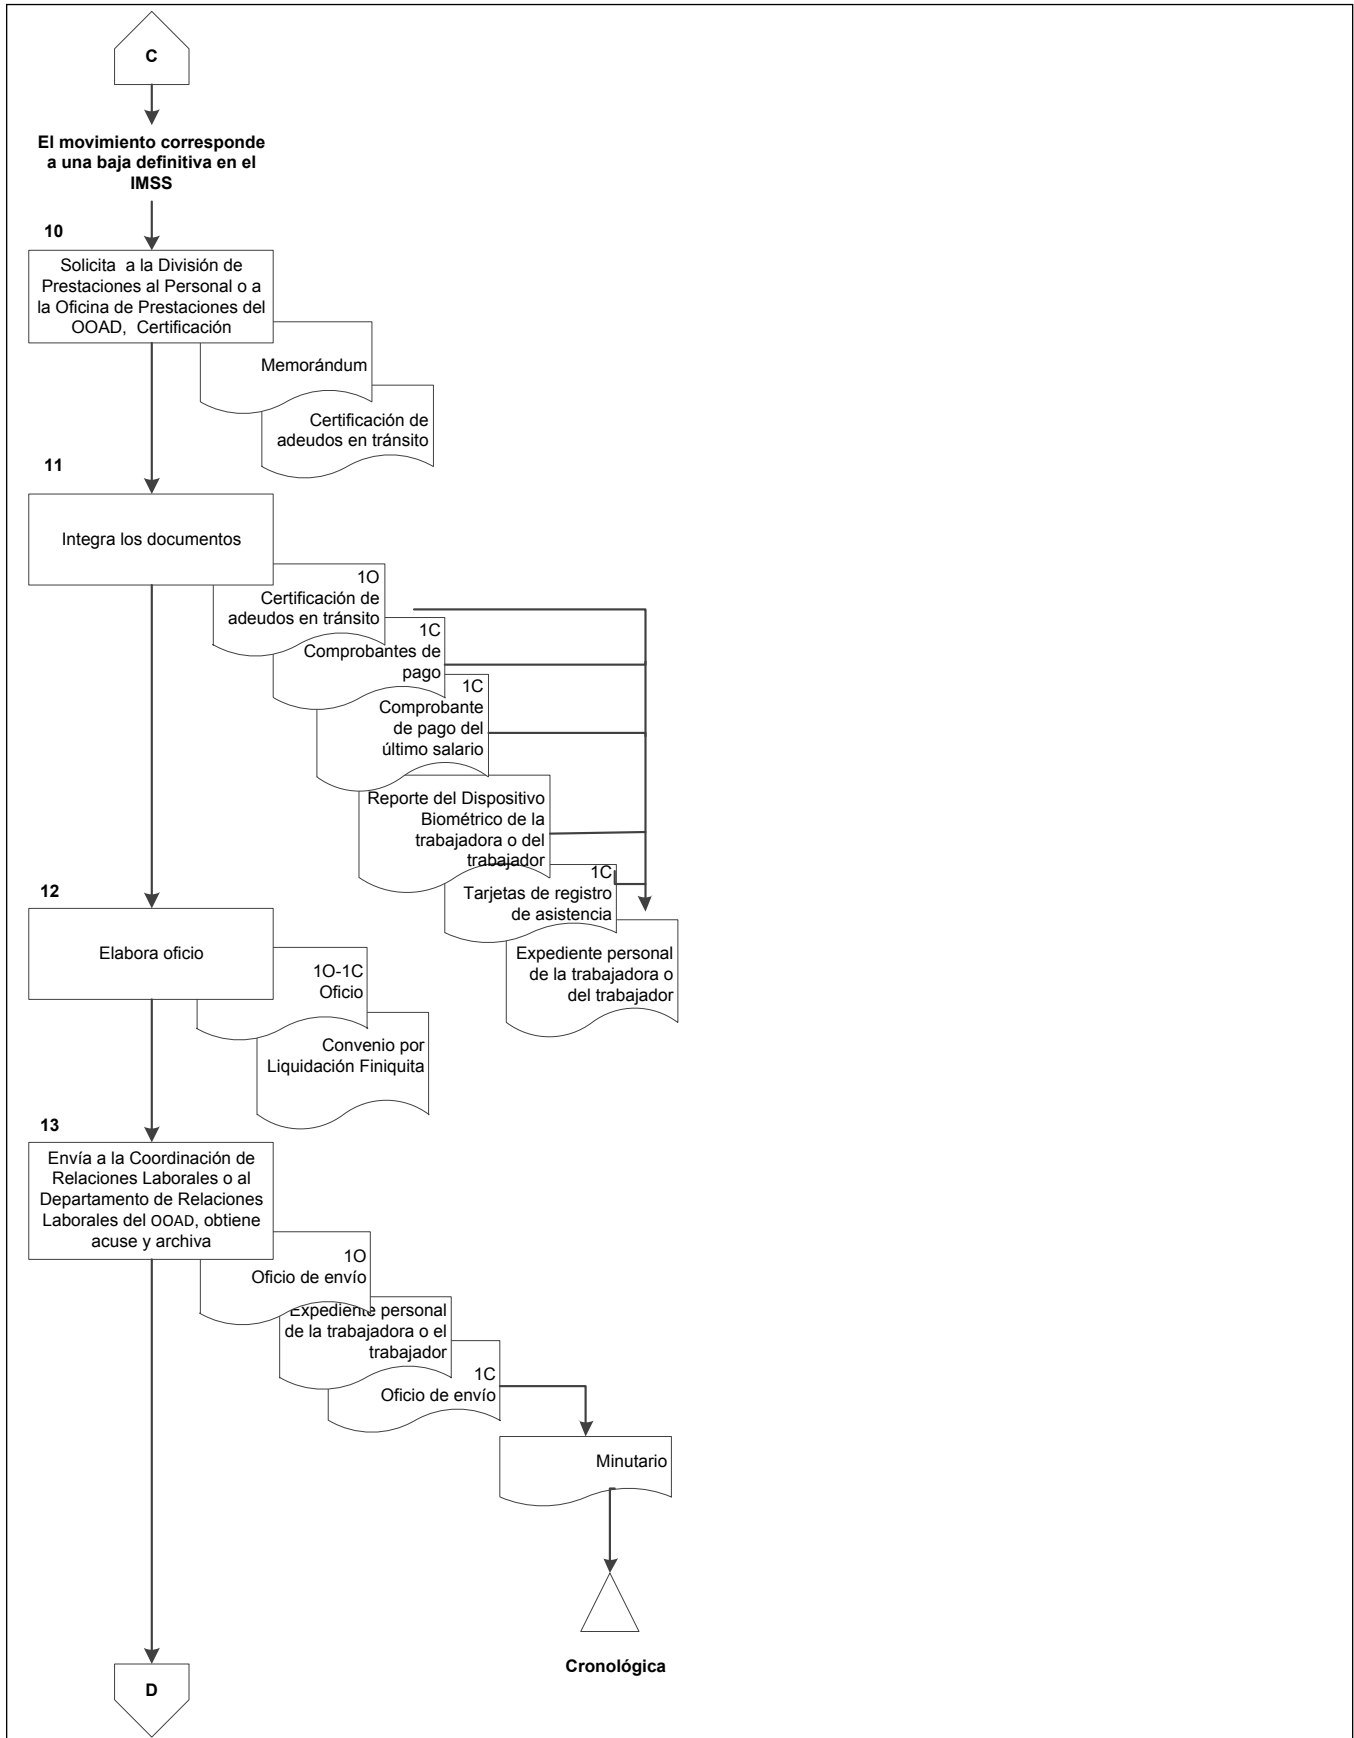 C
El movimiento corresponde
a una baja definitiva en el
IMSS
10
Solicita a la División de
Prestaciones al Personal o a
la Oficina de Prestaciones del
OOAD, Certificación
Memorándum
Certificación de
adeudos en tránsito
11
Integra los documentos
1O
Certificación de
adeudos en tránsito
1C
Comprobantes de
pago
1C
Comprobante
de pago del
último salario
Reporte del Dispositivo
Biométrico de la
trabajadora o del
trabajador
1C
Tarjetas de registro
de asistencia
Expediente personal
de la trabajadora o
del trabajador
12
Elabora oficio
1O-1C
Oficio
Convenio por
Liquidación Finiquita
13
Envía a la Coordinación de
Relaciones Laborales o al
Departamento de Relaciones
Laborales del OOAD, obtiene
acuse y archiva
1O
Oficio de envío
Expediente personal
de la trabajadora o el
trabajador
1C
Oficio de envío
Minutario
Cronológica
D